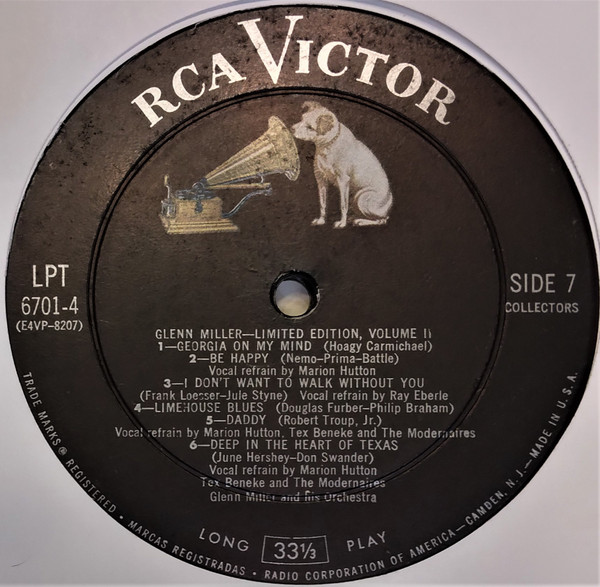 RCA VICTOR
LPT
6701-4
(E4VP-8207)
SIDE 7
COLLECTORS
GLENN MILLER—LIMITED EDITION, VOLUME II
1—GEORGIA ON MY MIND (Hoagy Carmichael)
2—BE HAPPY (Nemo-Prima-Battle)
Vocal refrain by Marion Hutton
3—I DON'T WANT TO WALK WITHOUT YOU
(Frank Loesser-Jule Styne) Vocal refrain by Ray Eberle
4—LIMEHOUSE BLUES (Douglas Furber-Philip Braham)
5—DADDY (Robert Troup, Jr.)
Vocal refrain by Marion Hutton, Tex Beneke and The Modernaires
6—DEEP IN THE HEART OF TEXAS
(June Hershey-Don Swander)
Vocal refrain by Marion Hutton
Tex Beneke and The Modernaires
Glenn Miller and his Orchestra
LONG 33⅓ PLAY
TRADE MARKS® REGISTERED • MARCAS REGISTRADAS • RADIO CORPORATION OF AMERICA—CAMDEN, N.J.—MADE IN U.S.A.